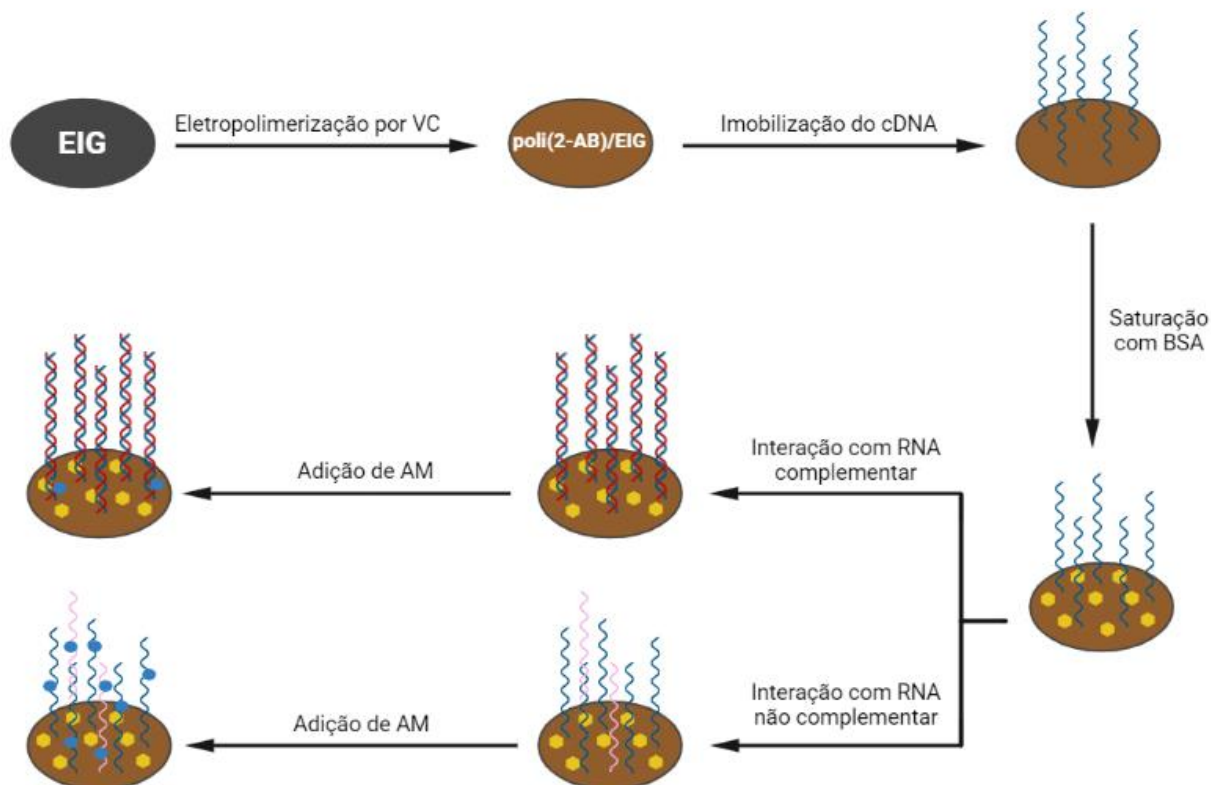 EIG
Eletropolimerização por VC
poli(2-AB)/EIG
Imobilização do cDNA
Saturação
com BSA
Interação com RNA
complementar
Adição de AM
Interação com RNA
não complementar
Adição de AM